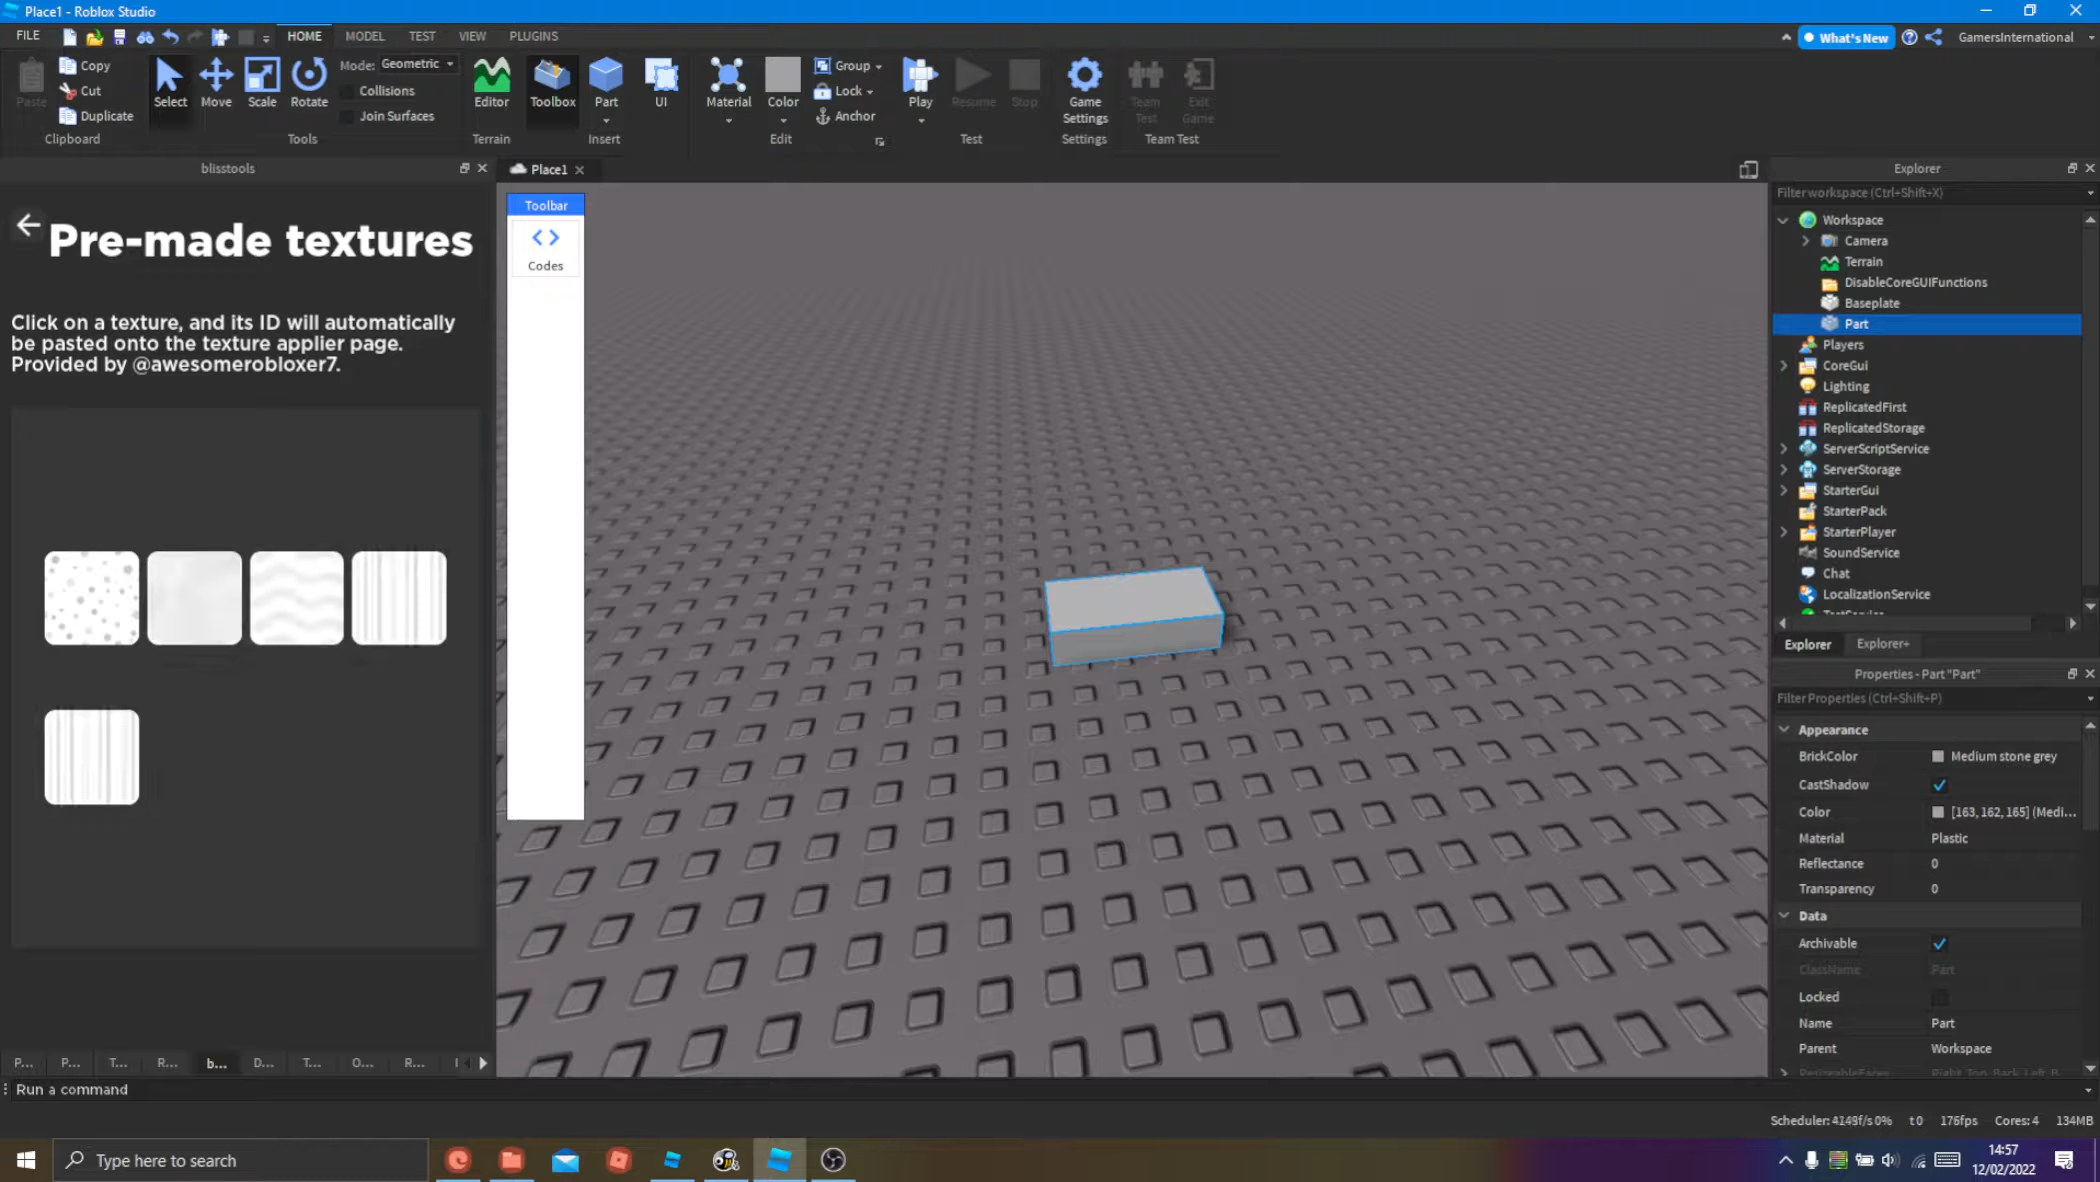 Place1 - Roblox Studio
FILE
HOME
MODEL
TEST
VIEW
PLUGINS
What's New
GamersInternational
Paste
Copy
Cut
Duplicate
Clipboard
Select
Move
Scale
Rotate
Mode: Geometric
Collisions
Join Surfaces
Tools
Editor
Terrain
Toolbox
Part
Insert
UI
Material
Color
Group
Lock
Anchor
Edit
Play
Resume
Stop
Test
Game Settings
Settings
Team Test
Exit Game
Team Test
blisstools
Pre-made textures
Click on a texture, and its ID will automatically
be pasted onto the texture applier page.
Provided by @awesomerobloxer7.
P...
P...
T...
R...
b...
D...
T...
O...
R...
Place1
Toolbar
Codes
Explorer
Filter workspace (Ctrl+Shift+X)
Workspace
Camera
Terrain
DisableCoreGUIFunctions
Baseplate
Part
Players
CoreGui
Lighting
ReplicatedFirst
ReplicatedStorage
ServerScriptService
ServerStorage
StarterGui
StarterPack
StarterPlayer
SoundService
Chat
LocalizationService
Explorer
Explorer+
Properties - Part "Part"
Filter Properties (Ctrl+Shift+P)
Appearance
BrickColor Medium stone grey
CastShadow
Color [163, 162, 165] (Medi...
Material Plastic
Reflectance 0
Transparency 0
Data
Archivable
ClassName Part
Locked
Name Part
Parent Workspace
Run a command
t0
176fps
Cores: 4
134MB
Type here to search
14:57
12/02/2022